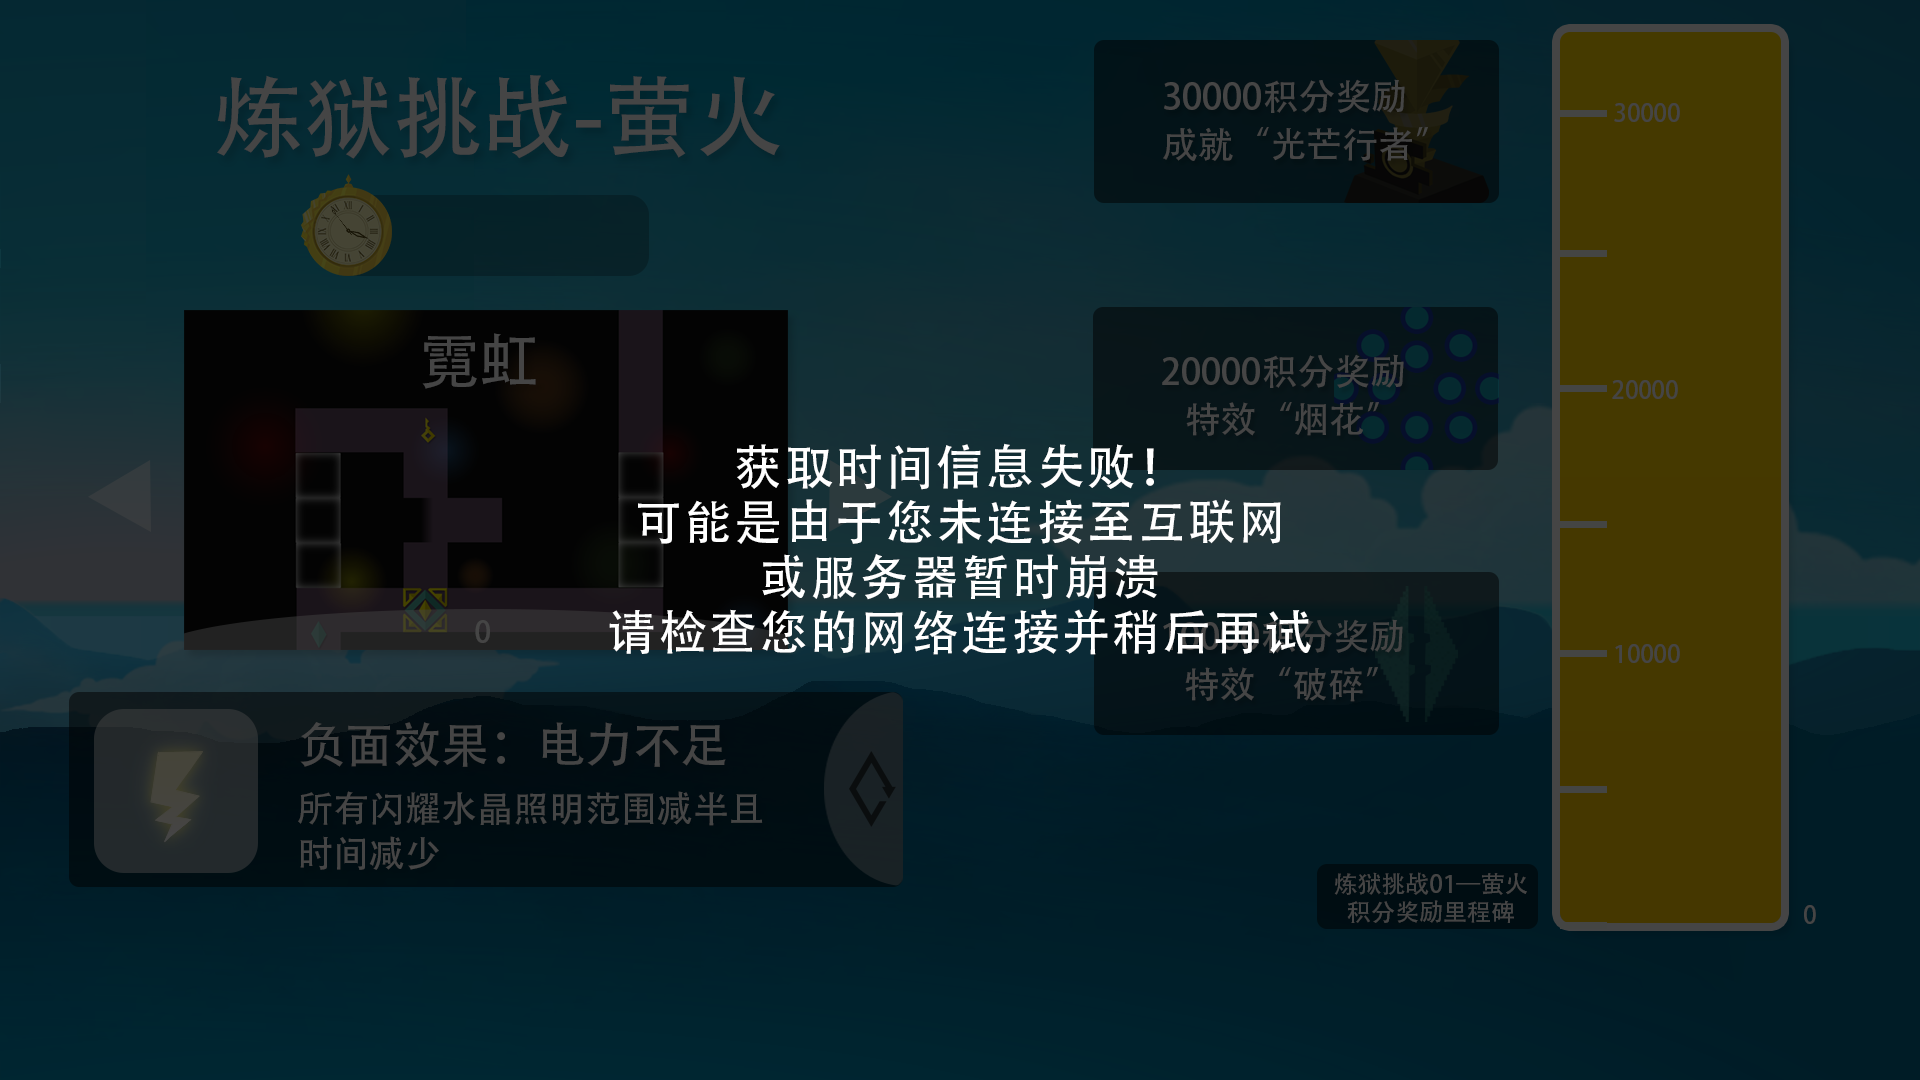 炼狱挑战-萤火
30000积分奖励
成就“光芒行者”
30000
霓虹
20000积分奖励
特效“烟花”
20000
获取时间信息失败！
可能是由于您未连接至互联网
或服务器暂时崩溃
请检查您的网络连接并稍后再试
0
10000积分奖励
特效“破碎”
10000
负面效果：电力不足
所有闪耀水晶照明范围减半且
时间减少
炼狱挑战01—萤火
积分奖励里程碑
0